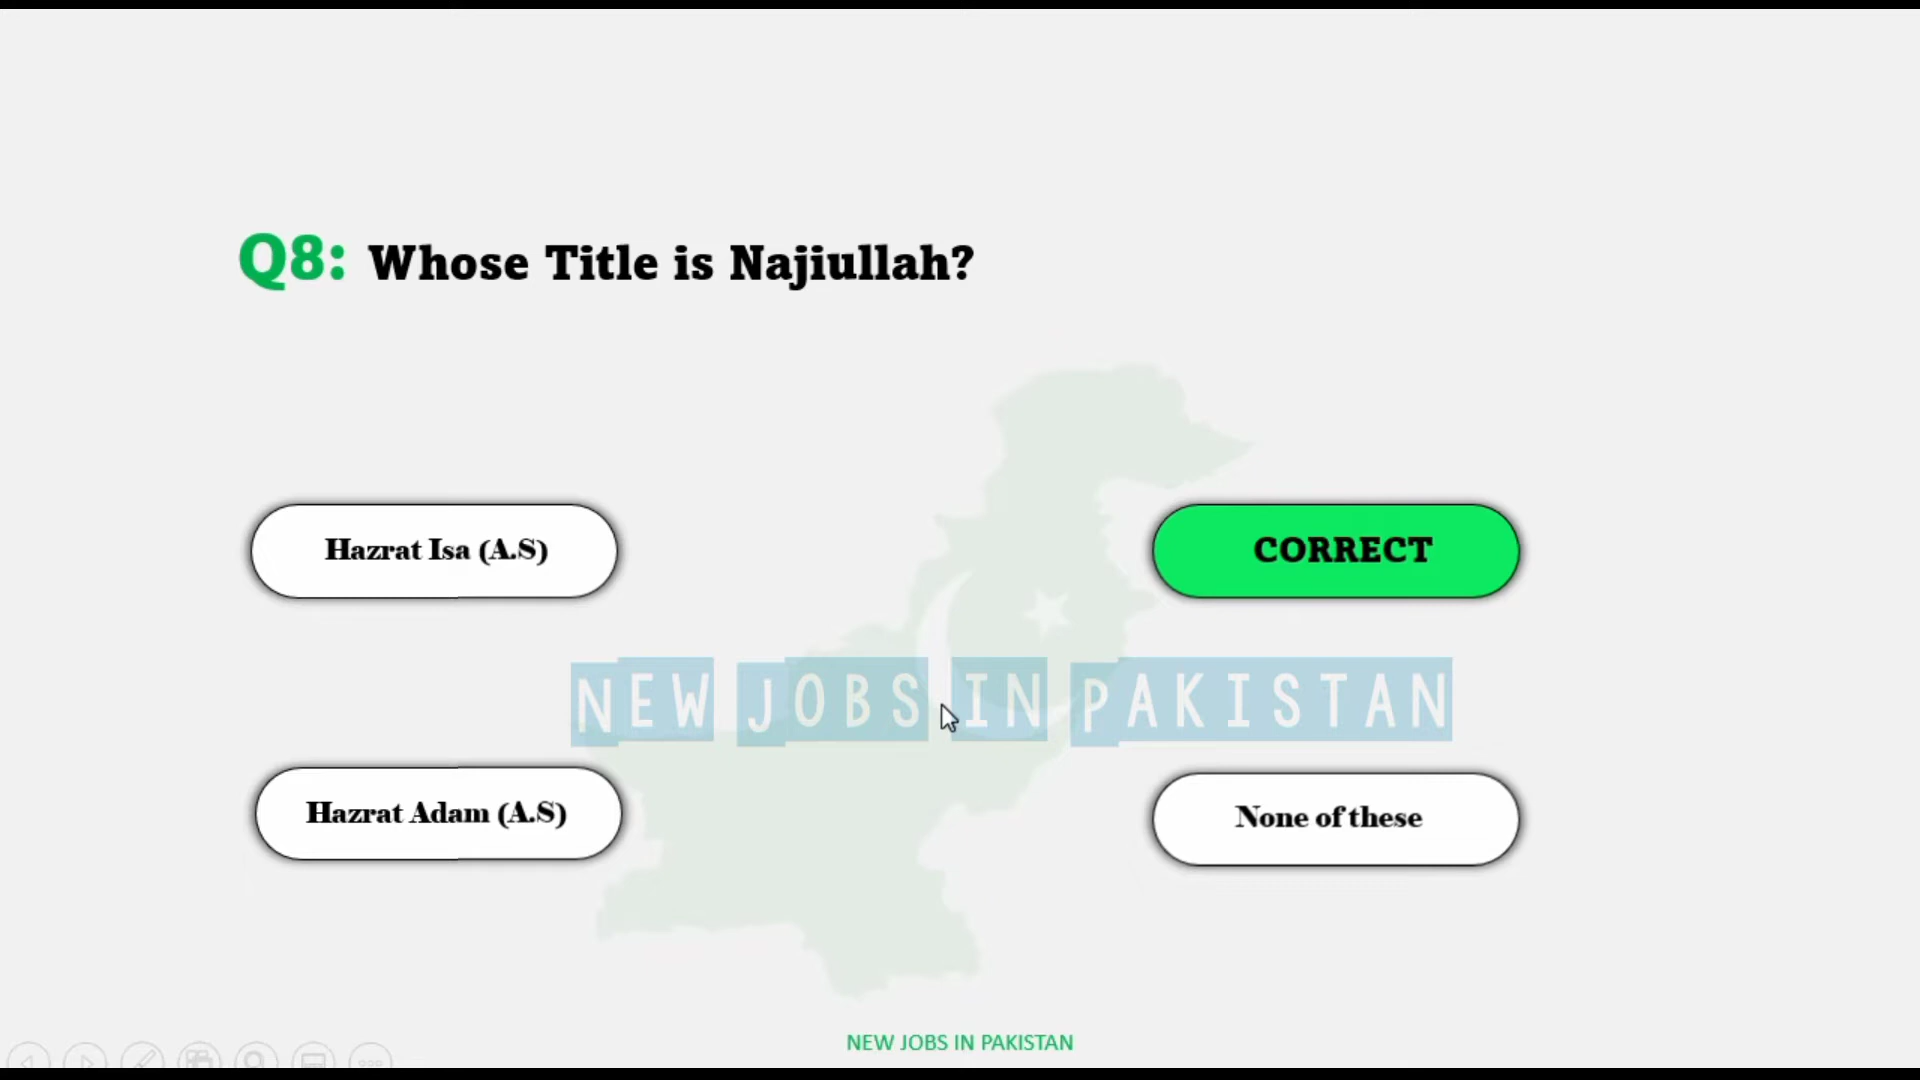 Q8: Whose Title is Najiullah?
Hazrat Isa (A.S)
CORRECT
NEW JOBS IN PAKISTAN
Hazrat Adam (A.S)
None of these
NEW JOBS IN PAKISTAN